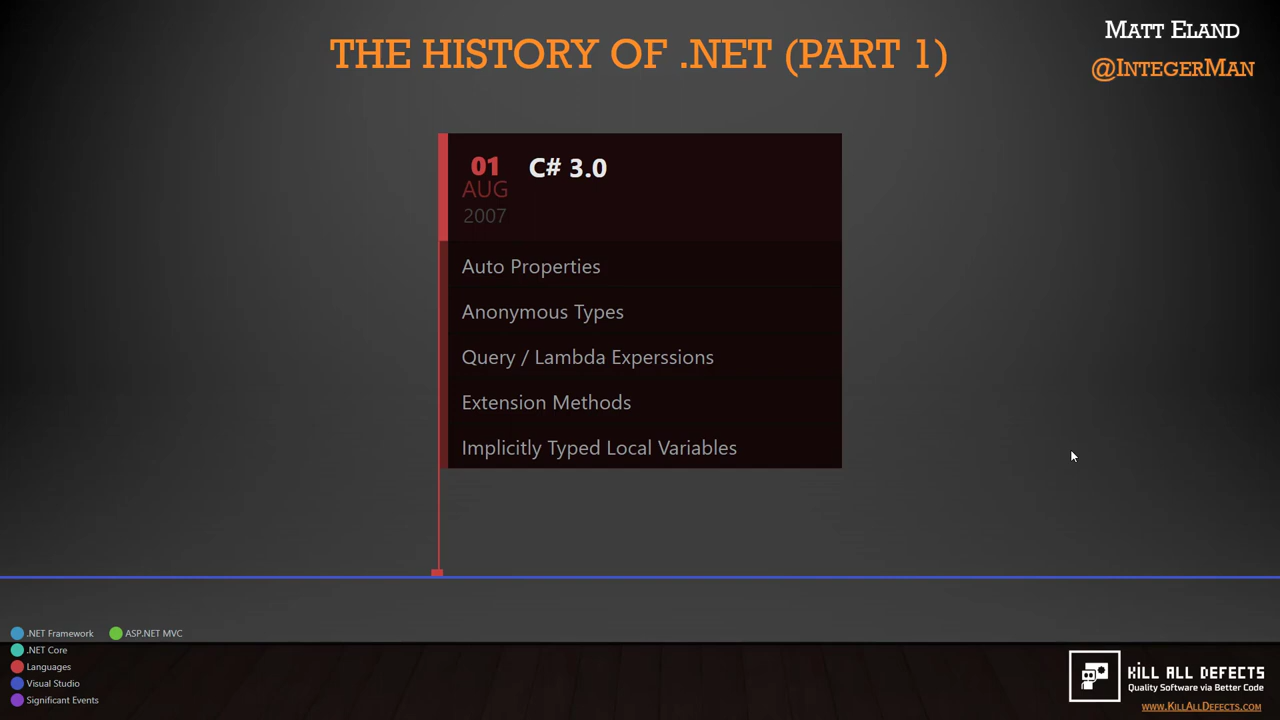 THE HISTORY OF .NET (PART 1)
MATT ELAND
@INTEGERMAN
01
AUG
2007
C# 3.0
Auto Properties
Anonymous Types
Query / Lambda Experssions
Extension Methods
Implicitly Typed Local Variables
.NET Framework
ASP.NET MVC
.NET Core
Languages
Visual Studio
Significant Events
KILL ALL DEFECTS
Quality Software via Better Code
WWW.KILLALLDEFECTS.COM